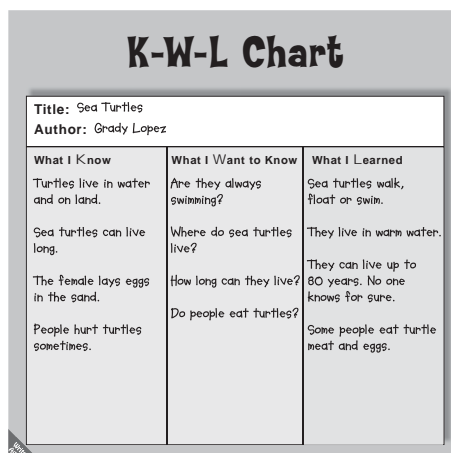 K-W-L Chart
Title: Sea Turtles
Author: Grady Lopez
What I Know
Turtles live in water
and on land.
Sea turtles can live
long.
The female lays eggs
in the sand.
People hurt turtles
sometimes.
What I Want to Know
Are they always
swimming?
Where do sea turtles
live?
How long can they live?
Do people eat turtles?
What I Learned
Sea turtles walk,
float or swim.
They live in warm water.
They can live up to
80 years. No one
knows for sure.
Some people eat turtle
meat and eggs.